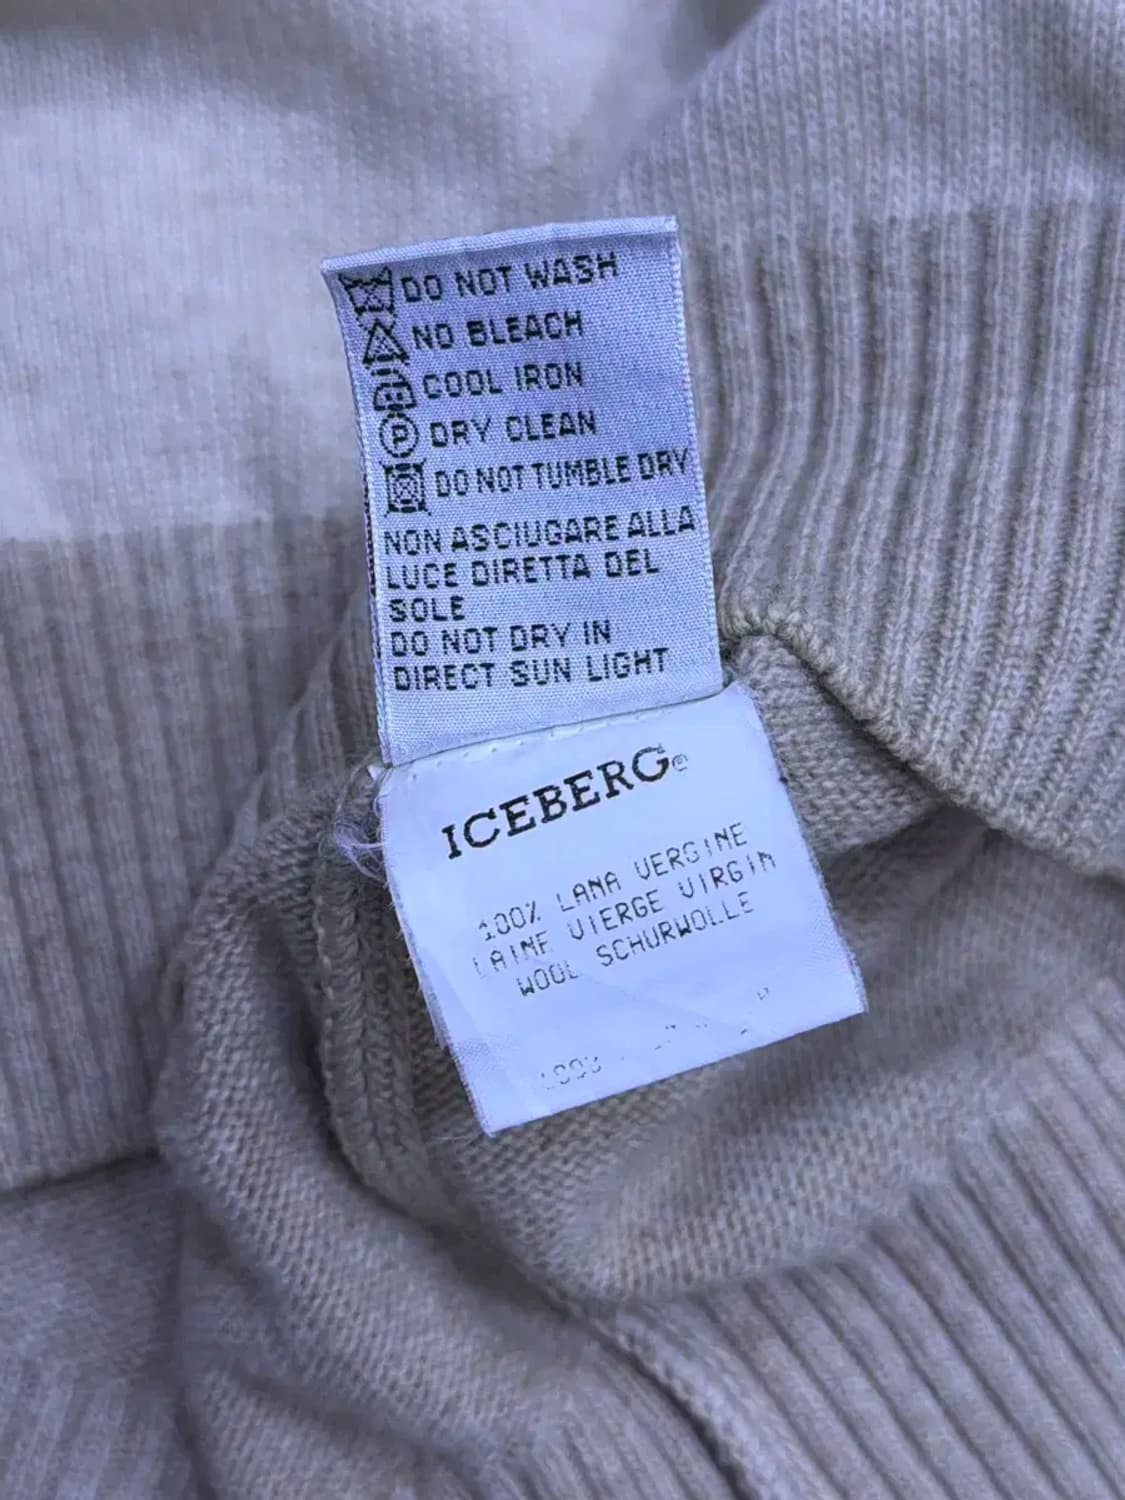 DO NOT WASH
NO BLEACH
COOL IRON
P DRY CLEAN
DO NOT TUMBLE DRY
NON ASCIUGARE ALLA
LUCE DIRETTA DEL
SOLE
DO NOT DRY IN
DIRECT SUN LIGHT
ICEBERG®
100% LANA VERGINE
LAINE VIERGE VIRGIN
WOOL SCHURWOLLE